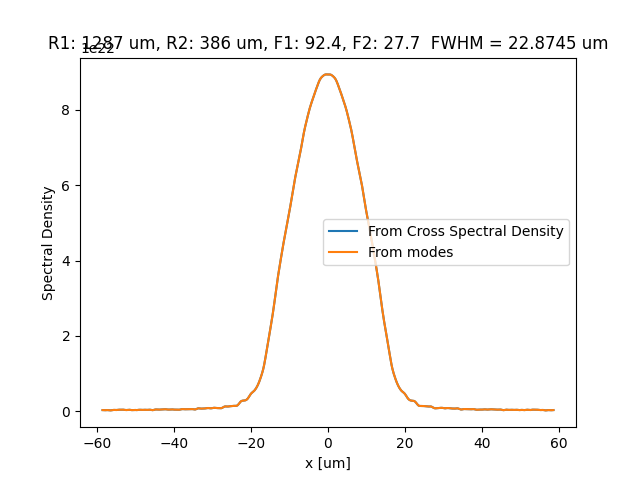 R1: 1287 um, R2: 386 um, F1: 92.4, F2: 27.7  FWHM = 22.8745 um
1e22
8
6
4
2
0
Spectral Density
From Cross Spectral Density
From modes
−60 −40 −20 0 20 40 60
x [um]